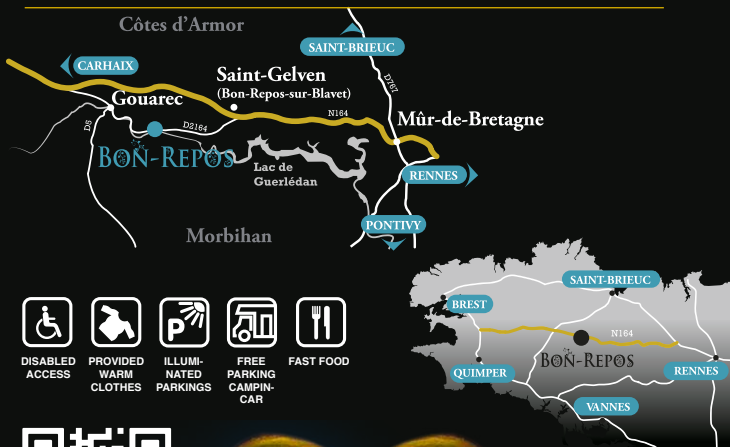 Côtes d'Armor
SAINT-BRIEUC
CARHAIX
Saint-Gelven
(Bon-Repos-sur-Blavet)
D767
Gouarec
N164
Mûr-de-Bretagne
D5
D2164
BON-REPOS
Lac de
Guerlédan
RENNES
PONTIVY
Morbihan
SAINT-BRIEUC
BREST
N164
BON-REPOS
QUIMPER
RENNES
VANNES
DISABLED
ACCESS
PROVIDED
WARM
CLOTHES
P
ILLUMI-
NATED
PARKINGS
FREE
PARKING
CAMPIN-
CAR
FAST FOOD